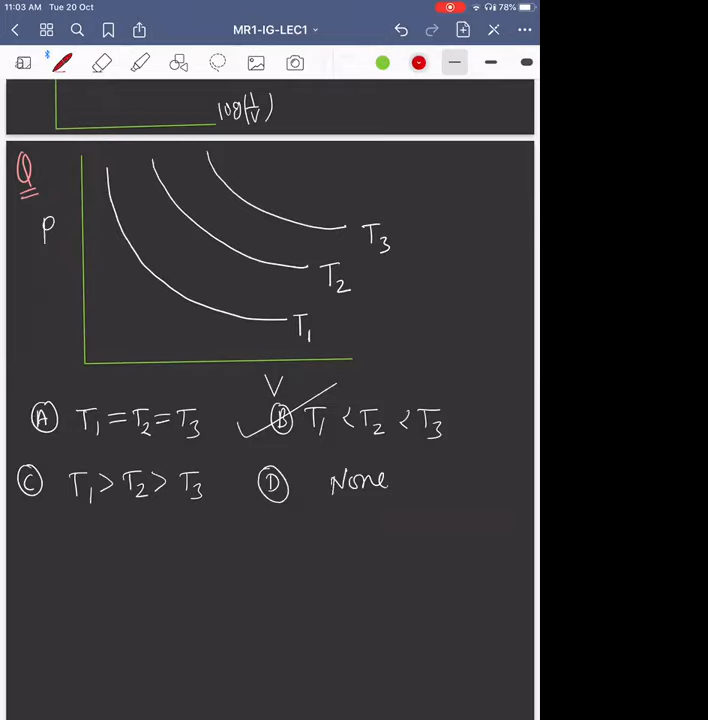 11:03 AM Tue 20 Oct 78%
MR1-IG-LEC1
log(1/V)
Q
P
T₃
T₂
T₁
V
(A) T₁ = T₂ = T₃ (B) T₁ < T₂ < T₃
(C) T₁ > T₂ > T₃ (D) None